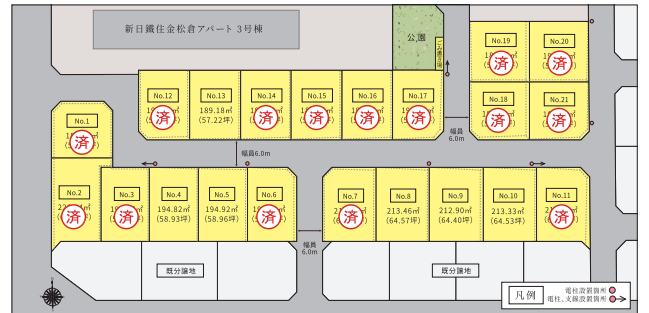 新日鐵住金松倉アパート 3号棟
公園
ごみ置き場
No.19
済
No.20
済
No.12
済
No.13
189.18㎡
(57.22坪)
No.14
済
No.15
済
No.16
済
No.17
済
No.18
済
No.21
済
幅員
6.0m
No.1
済
幅員6.0m
No.2
済
No.3
済
No.4
194.82㎡
(58.93坪)
No.5
194.92㎡
(58.96坪)
No.6
済
No.7
済
No.8
213.46㎡
(64.57坪)
No.9
212.90㎡
(64.40坪)
No.10
213.33㎡
(64.53坪)
No.11
済
幅員
6.0m
既分譲地
既分譲地
凡例
電柱設置箇所
電柱、支線設置箇所